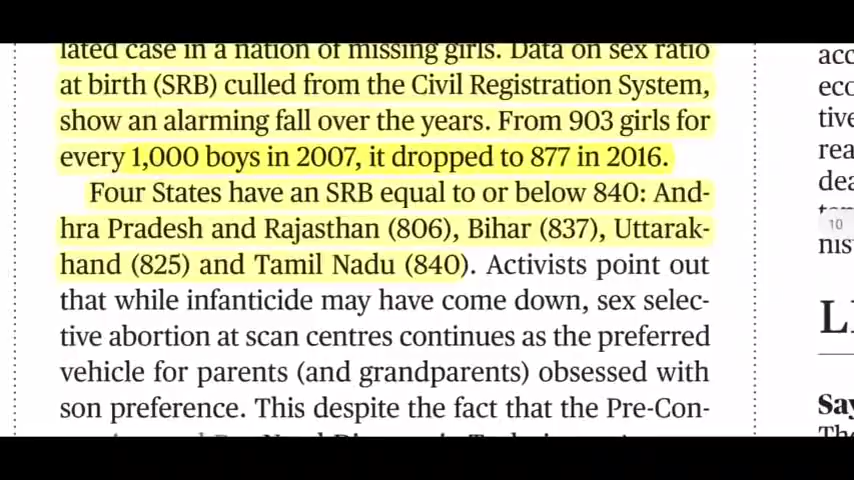 lated case in a nation of missing girls. Data on sex ratio
at birth (SRB) culled from the Civil Registration System,
show an alarming fall over the years. From 903 girls for
every 1,000 boys in 2007, it dropped to 877 in 2016.
Four States have an SRB equal to or below 840: And-
hra Pradesh and Rajasthan (806), Bihar (837), Uttarak-
hand (825) and Tamil Nadu (840). Activists point out
that while infanticide may have come down, sex selec-
tive abortion at scan centres continues as the preferred
vehicle for parents (and grandparents) obsessed with
son preference. This despite the fact that the Pre-Con-
acc
eco
tive
rea
dea
10
nis
L
Say
The